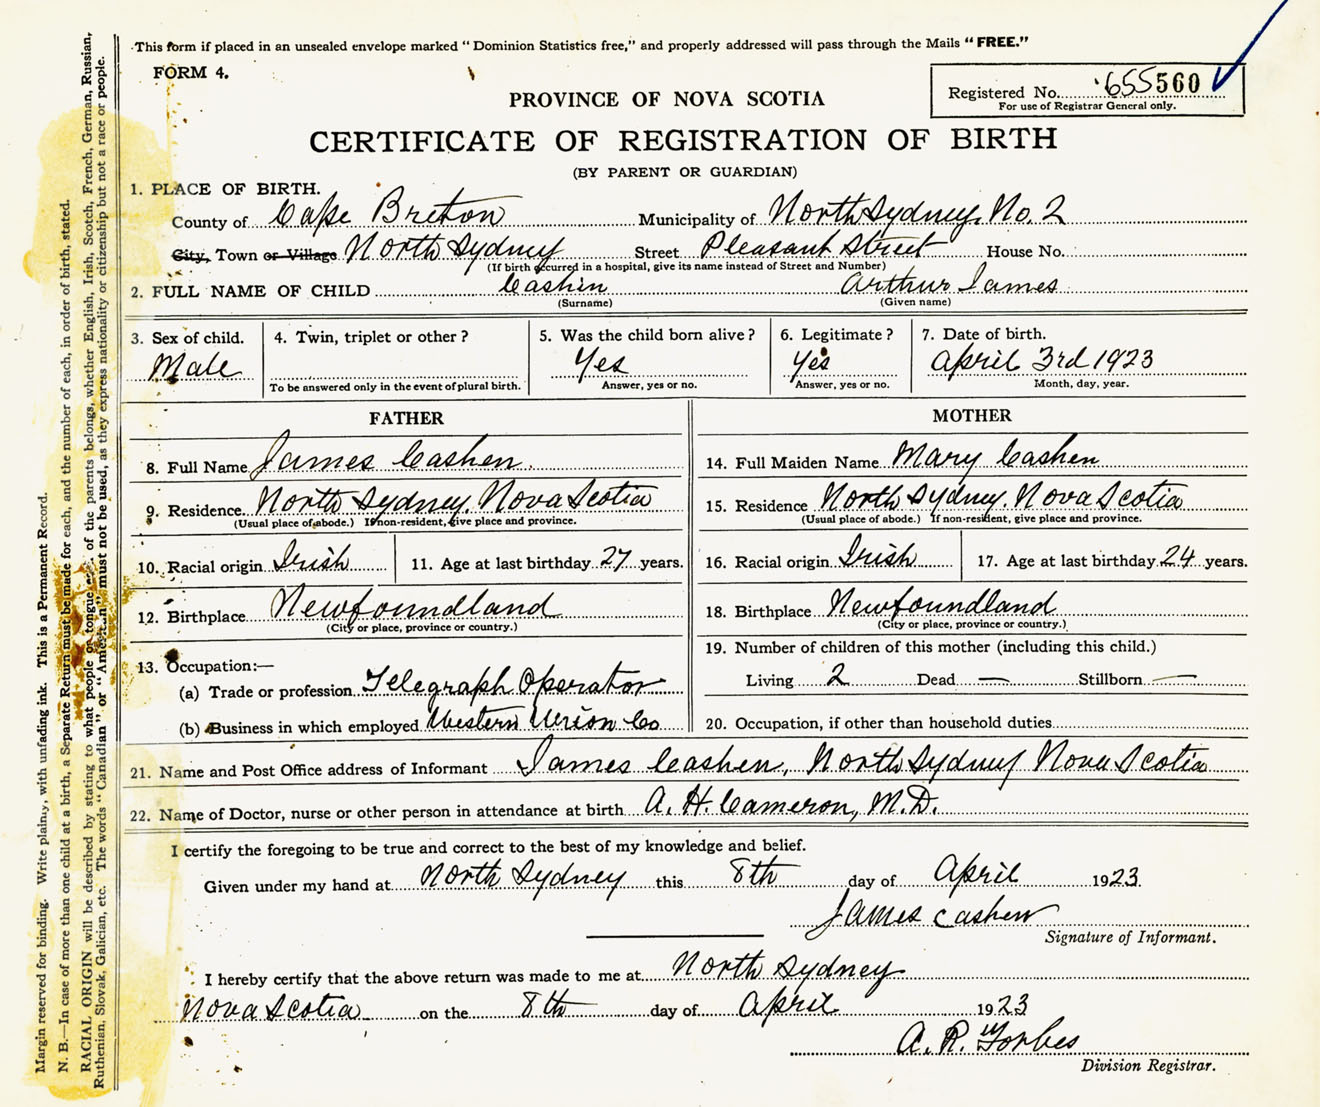 This form if placed in an unsealed envelope marked "Dominion Statistics free," and properly addressed will pass through the Mails "FREE."
FORM 4.
Registered No. 655560
For use of Registrar General only.
PROVINCE OF NOVA SCOTIA
CERTIFICATE OF REGISTRATION OF BIRTH
(BY PARENT OR GUARDIAN)
1. PLACE OF BIRTH.
County of Cape Breton Municipality of North Sydney, No. 2
City, Town or Village North Sydney Street Pleasant Street House No.
(If birth occurred in a hospital, give its name instead of Street and Number)
2. FULL NAME OF CHILD Cashin Arthur James
(Surname) (Given name)
3. Sex of child. 4. Twin, triplet or other? 5. Was the child born alive? 6. Legitimate? 7. Date of birth.
Male Yes Yes April 3rd 1923
To be answered only in the event of plural birth. Answer, yes or no. Answer, yes or no. Month, day, year.
FATHER
8. Full Name James Cashen.
9. Residence. North Sydney, Nova Scotia
(Usual place of abode.) If non-resident, give place and province.
10. Racial origin Irish 11. Age at last birthday 27 years.
12. Birthplace Newfoundland
(City or place, province or country.)
13. Occupation:—
(a) Trade or profession Telegraph Operator
(b) Business in which employed Western Union Co
MOTHER
14. Full Maiden Name Mary Cashen
15. Residence North Sydney, Nova Scotia
(Usual place of abode.) If non-resident, give place and province.
16. Racial origin Irish 17. Age at last birthday 24 years.
18. Birthplace Newfoundland
(City or place, province or country.)
19. Number of children of this mother (including this child.)
Living 2 Dead — Stillborn —
20. Occupation, if other than household duties
21. Name and Post Office address of Informant James Cashen, North Sydney Nova Scotia
22. Name of Doctor, nurse or other person in attendance at birth A. H. Cameron, M.D.
I certify the foregoing to be true and correct to the best of my knowledge and belief.
Given under my hand at North Sydney this 8th day of April 1923.
James Cashen
Signature of Informant.
I hereby certify that the above return was made to me at North Sydney
Nova Scotia on the 8th day of April 1923
A. R. Forbes
Division Registrar.
Margin reserved for binding. Write plainly, with unfading ink. This is a Permanent Record.
N. B.—In case of more than one child at a birth, a Separate Return must be made for each, and the number of each, in order of birth, stated.
RACIAL ORIGIN will be described by stating to what people or tongue of the parents belongs, whether English, Irish, Scotch, French, German, Russian,
Ruthenian, Slovak, Galician, etc. The words "Canadian" or "American" must not be used, as they express nationality or citizenship but not a race or people.